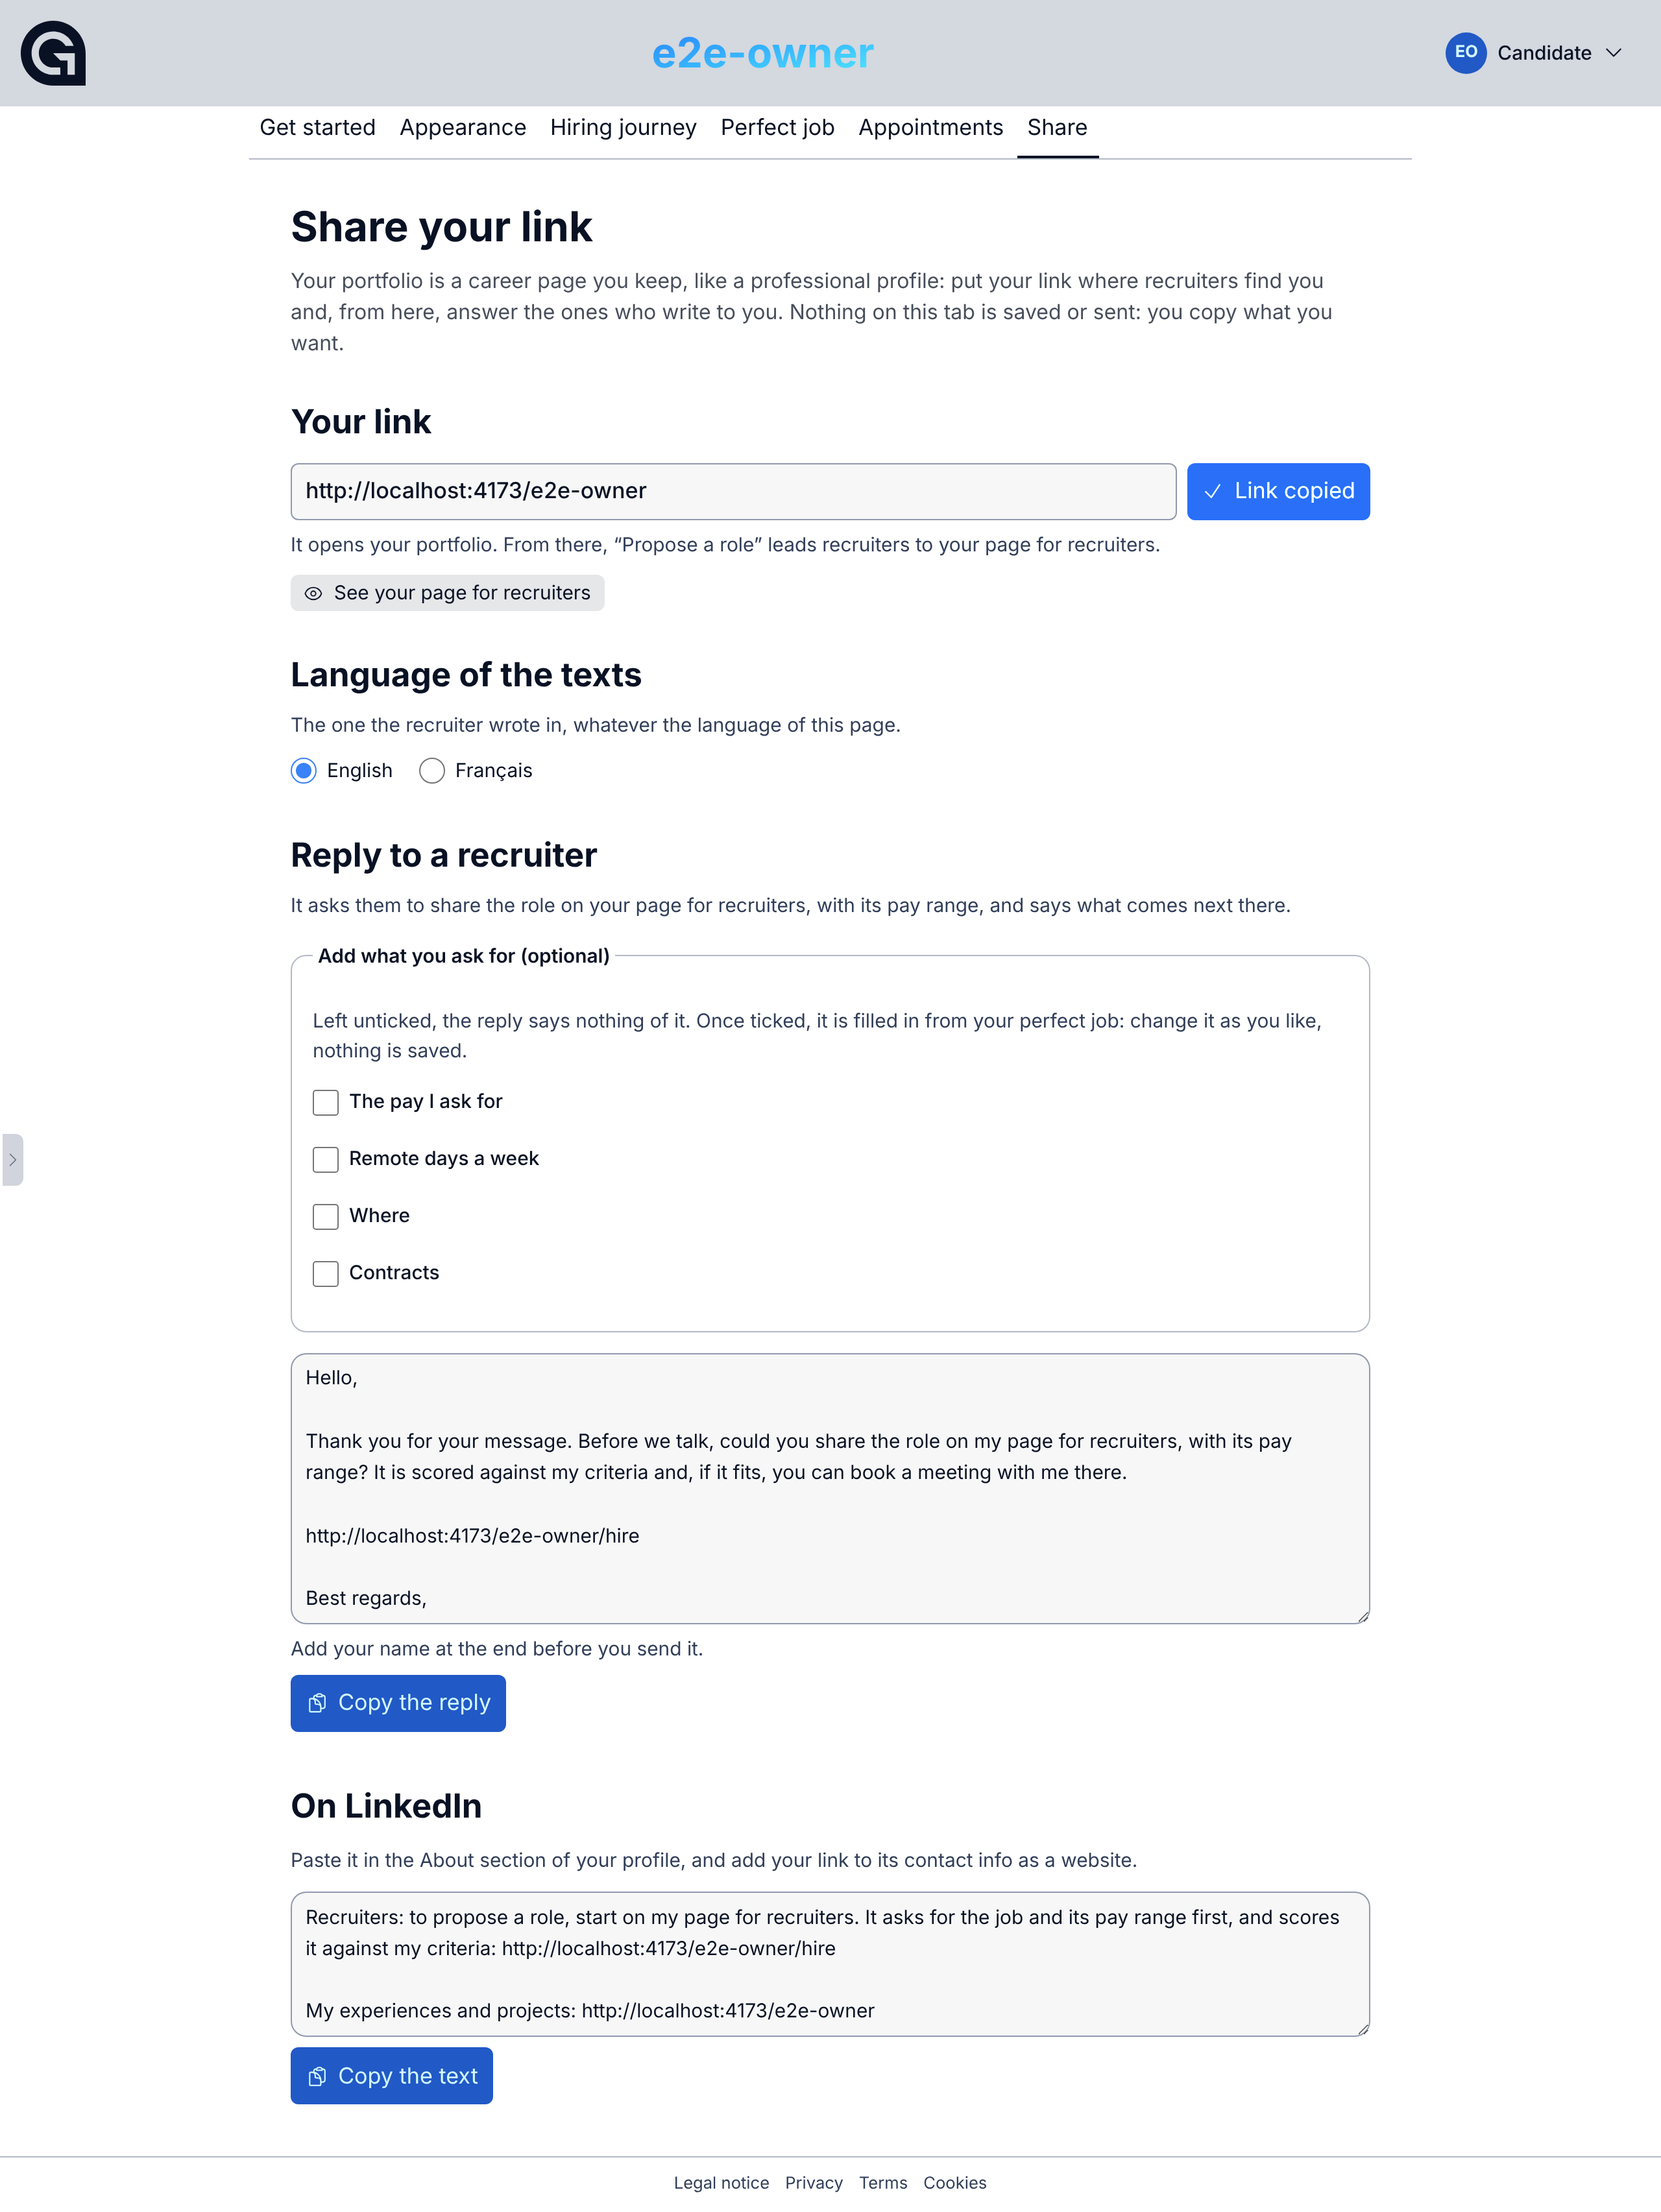 e2e-owner
EO Candidate
Get started Appearance Hiring journey Perfect job Appointments Share
Share your link
Your portfolio is a career page you keep, like a professional profile: put your link where recruiters find you
and, from here, answer the ones who write to you. Nothing on this tab is saved or sent: you copy what you
want.
Your link
http://localhost:4173/e2e-owner
Link copied
It opens your portfolio. From there, “Propose a role” leads recruiters to your page for recruiters.
See your page for recruiters
Language of the texts
The one the recruiter wrote in, whatever the language of this page.
English Français
Reply to a recruiter
It asks them to share the role on your page for recruiters, with its pay range, and says what comes next there.
Add what you ask for (optional)
Left unticked, the reply says nothing of it. Once ticked, it is filled in from your perfect job: change it as you like,
nothing is saved.
The pay I ask for
Remote days a week
Where
Contracts
Hello,
Thank you for your message. Before we talk, could you share the role on my page for recruiters, with its pay
range? It is scored against my criteria and, if it fits, you can book a meeting with me there.
http://localhost:4173/e2e-owner/hire
Best regards,
Add your name at the end before you send it.
Copy the reply
On LinkedIn
Paste it in the About section of your profile, and add your link to its contact info as a website.
Recruiters: to propose a role, start on my page for recruiters. It asks for the job and its pay range first, and scores
it against my criteria: http://localhost:4173/e2e-owner/hire
My experiences and projects: http://localhost:4173/e2e-owner
Copy the text
Legal notice Privacy Terms Cookies